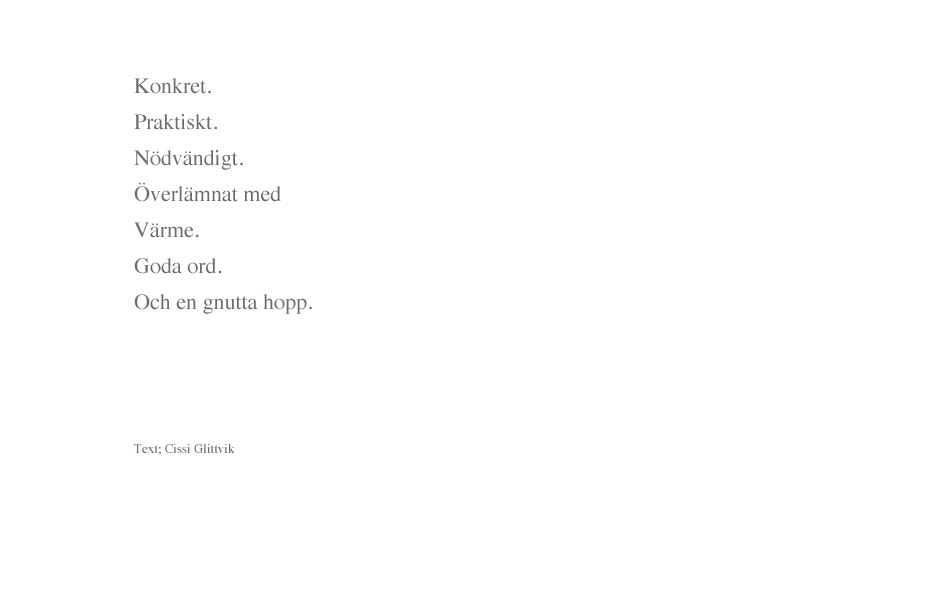 Konkret.
Praktiskt.
Nödvändigt.
Överlämnat med
Värme.
Goda ord.
Och en gnutta hopp.
Text; Cissi Glittvik